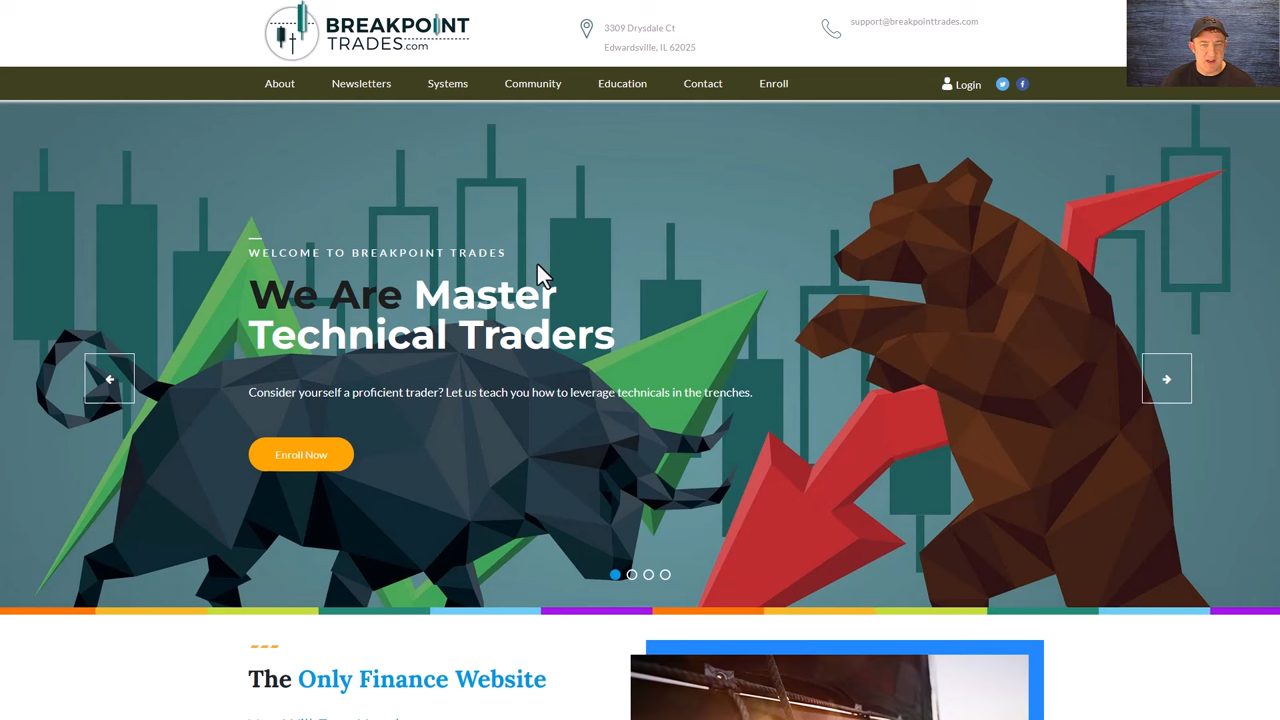 BREAKPOINT
TRADES.com
3309 Drysdale Ct
Edwardsville, IL 62025
support@breakpointtrades.com
About Newsletters Systems Community Education Contact Enroll Login
WELCOME TO BREAKPOINT TRADES
We Are Master
Technical Traders
Consider yourself a proficient trader? Let us teach you how to leverage technicals in the trenches.
Enroll Now
The Only Finance Website